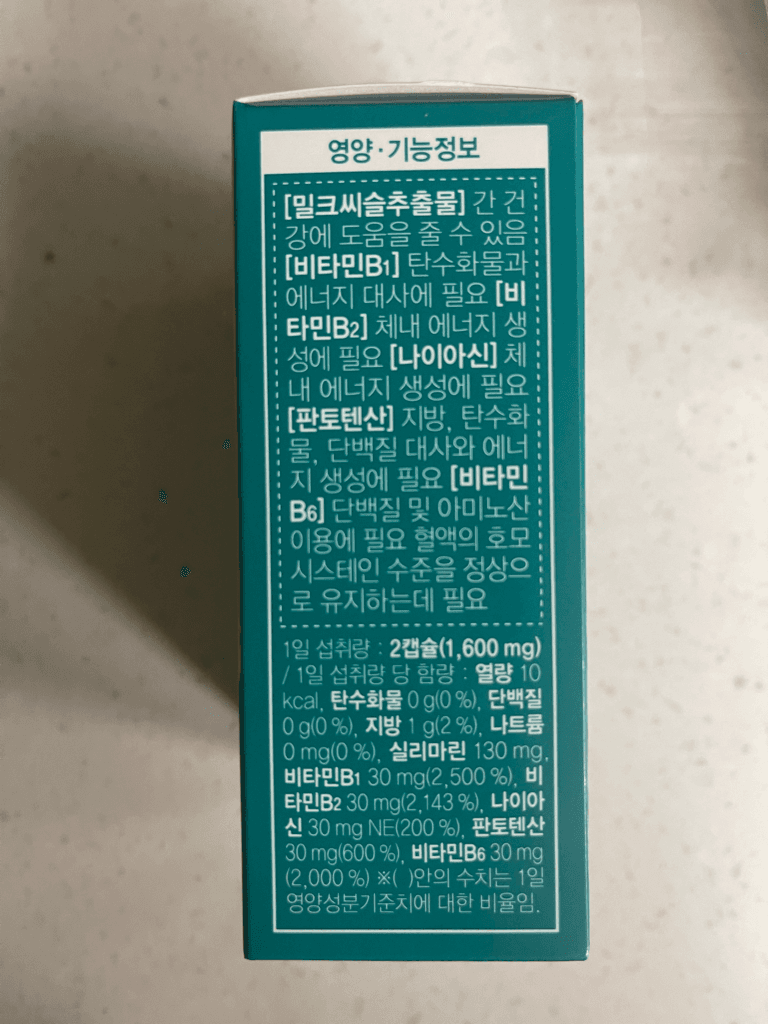 영양·기능정보
[밀크씨슬추출물] 간 건
강에 도움을 줄 수 있음
[비타민B1] 탄수화물과
에너지 대사에 필요 [비
타민B2] 체내 에너지 생
성에 필요 [나이아신] 체
내 에너지 생성에 필요
[판토텐산] 지방, 탄수화
물, 단백질 대사와 에너
지 생성에 필요 [비타민
B6] 단백질 및 아미노산
이용에 필요 혈액의 호모
시스테인 수준을 정상으
로 유지하는데 필요
1일 섭취량 : 2캡슐(1,600 mg)
/ 1일 섭취량 당 함량 : 열량 10
kcal, 탄수화물 0 g(0 %), 단백질
0 g(0 %), 지방 1 g(2 %), 나트륨
0 mg(0 %), 실리마린 130 mg,
비타민B1 30 mg(2,500 %), 비
타민B2 30 mg(2,143 %), 나이아
신 30 mg NE(200 %), 판토텐산
30 mg(600 %), 비타민B6 30 mg
(2,000 %) ※( )안의 수치는 1일
영양성분기준치에 대한 비율임.